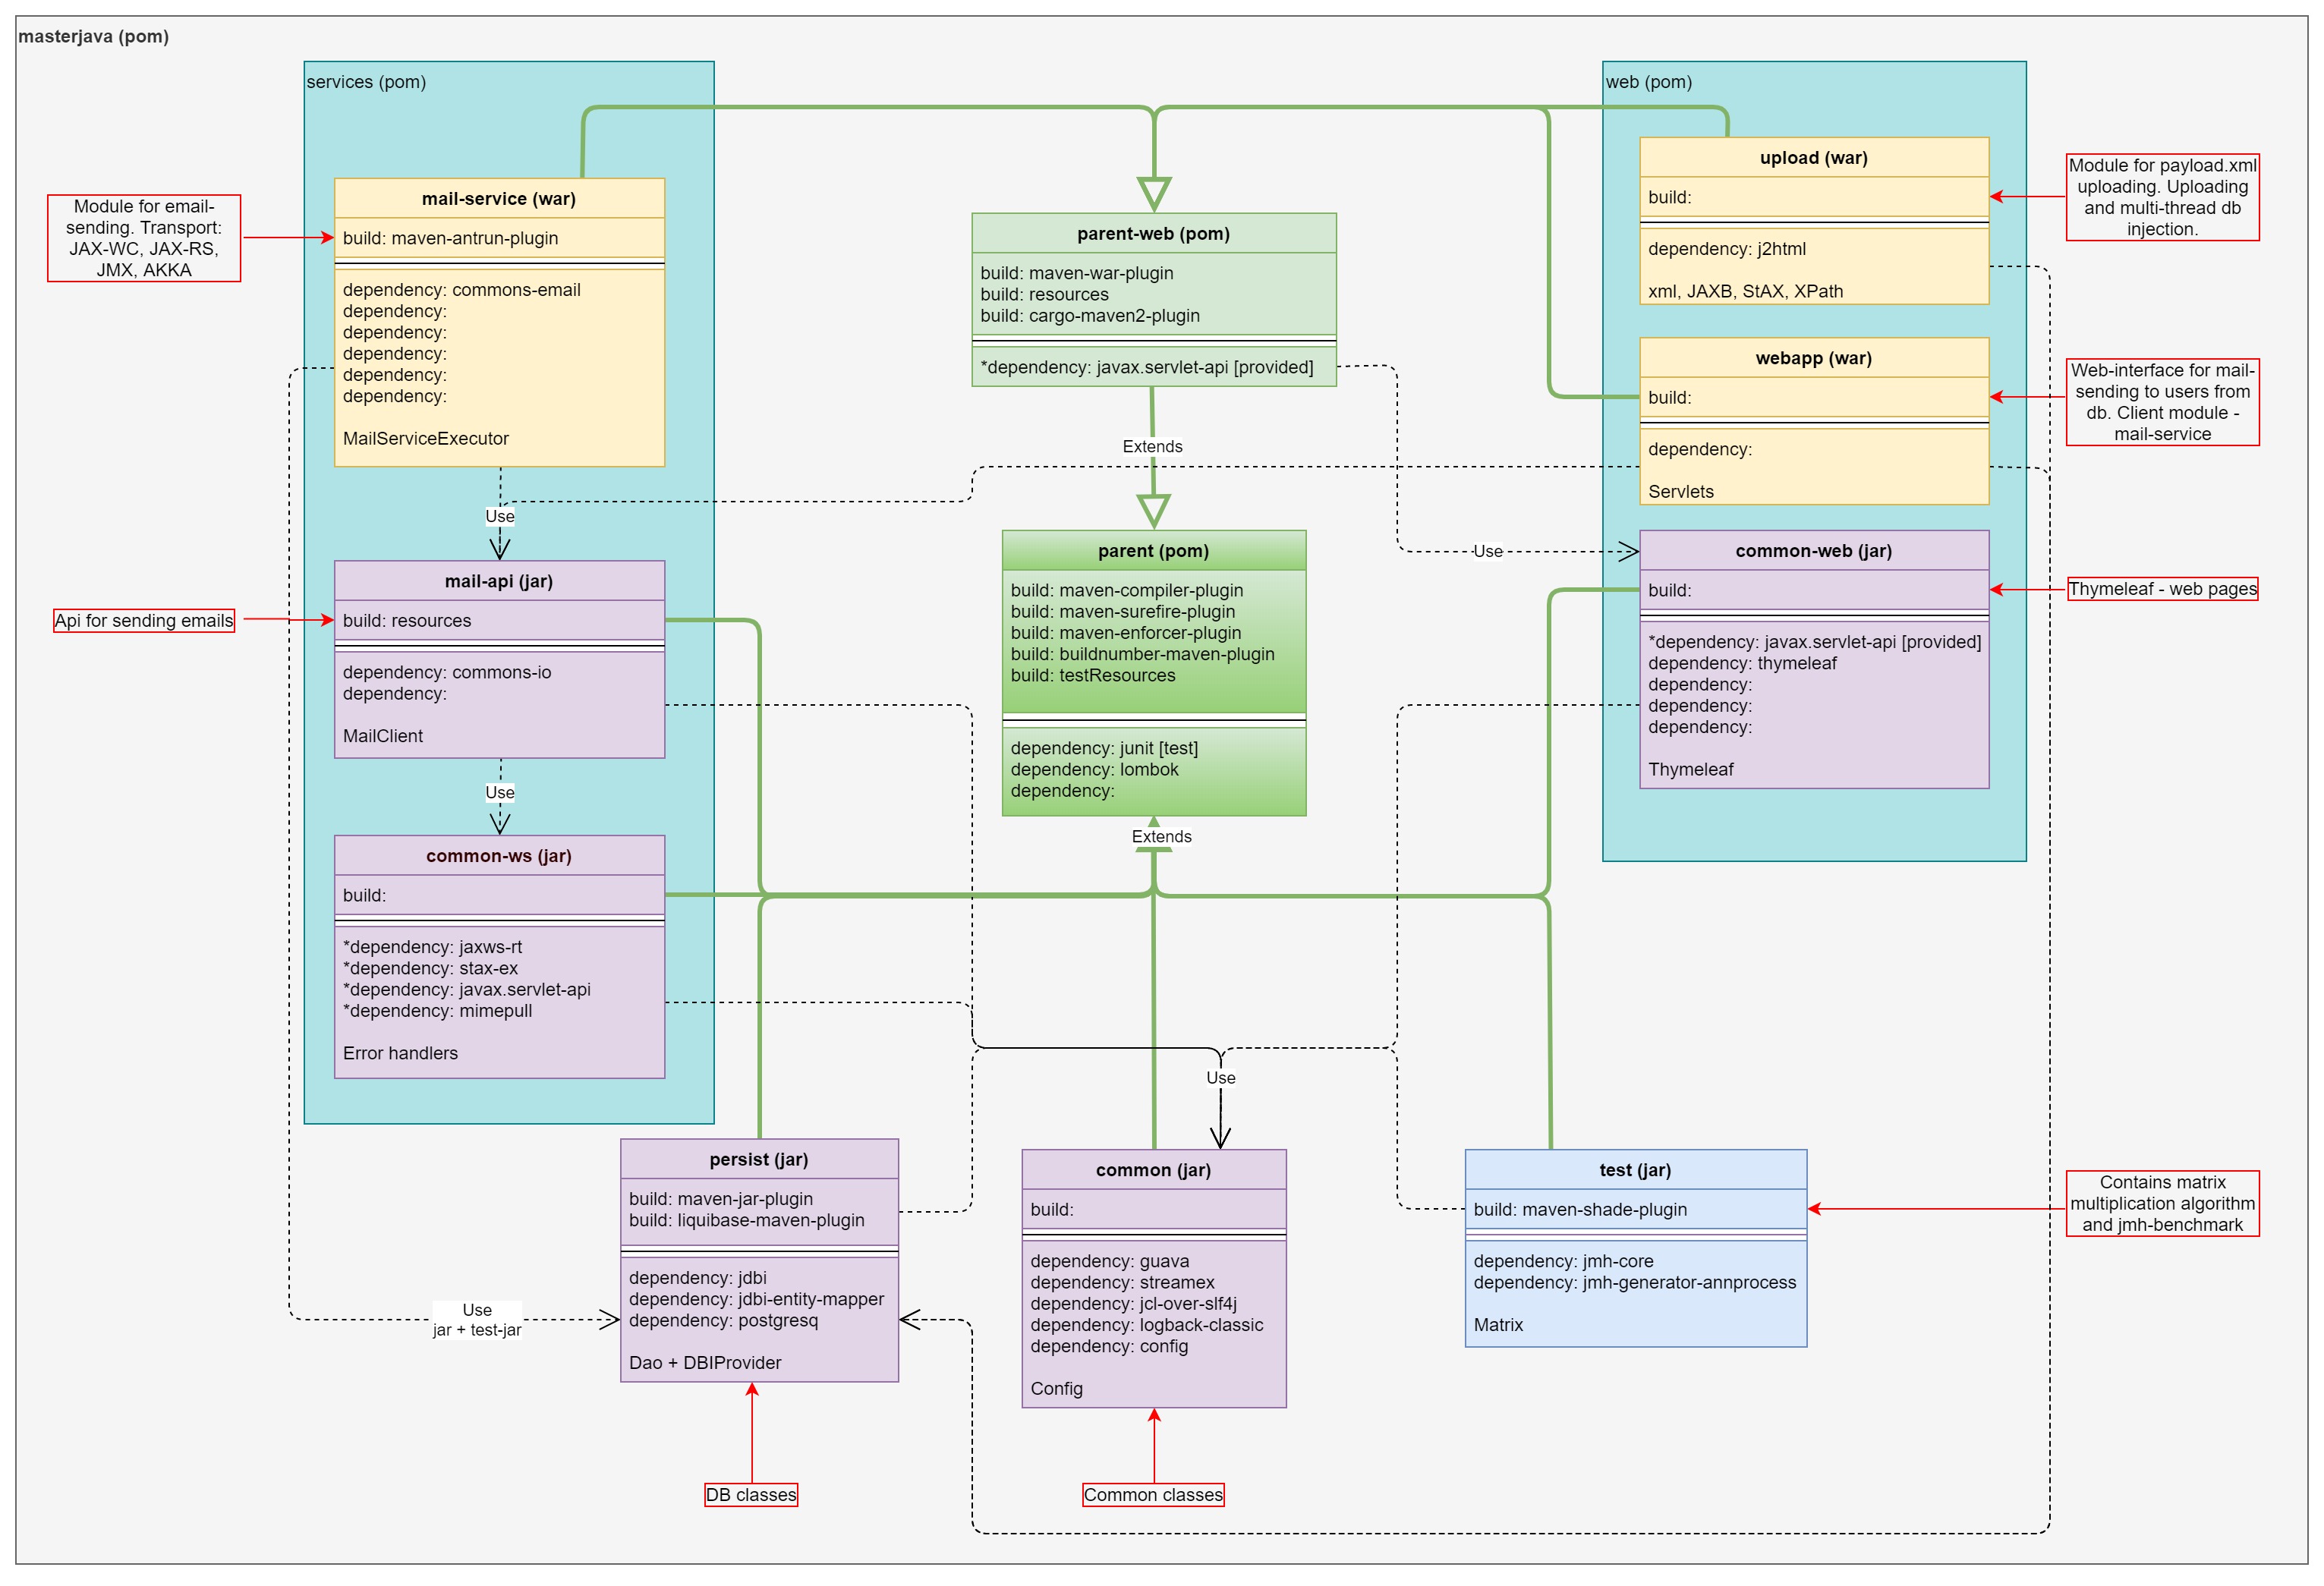 masterjava (pom)
services (pom)
web (pom)
Module for email-
sending. Transport:
JAX-WC, JAX-RS,
JMX, AKKA
mail-service (war)
build: maven-antrun-plugin
dependency: commons-email
dependency:
dependency:
dependency:
dependency:
dependency:
MailServiceExecutor
Use
Api for sending emails
mail-api (jar)
build: resources
dependency: commons-io
dependency:
MailClient
Use
common-ws (jar)
build:
*dependency: jaxws-rt
*dependency: stax-ex
*dependency: javax.servlet-api
*dependency: mimepull
Error handlers
parent-web (pom)
build: maven-war-plugin
build: resources
build: cargo-maven2-plugin
*dependency: javax.servlet-api [provided]
Extends
parent (pom)
build: maven-compiler-plugin
build: maven-surefire-plugin
build: maven-enforcer-plugin
build: buildnumber-maven-plugin
build: testResources
dependency: junit [test]
dependency: lombok
dependency:
Extends
upload (war)
build:
dependency: j2html
xml, JAXB, StAX, XPath
Module for payload.xml
uploading. Uploading
and multi-thread db
injection.
webapp (war)
build:
dependency:
Servlets
Web-interface for mail-
sending to users from
db. Client module -
mail-service
Use
common-web (jar)
build:
*dependency: javax.servlet-api [provided]
dependency: thymeleaf
dependency:
dependency:
dependency:
Thymeleaf
Thymeleaf - web pages
Use
Use
jar + test-jar
persist (jar)
build: maven-jar-plugin
build: liquibase-maven-plugin
dependency: jdbi
dependency: jdbi-entity-mapper
dependency: postgresq
Dao + DBIProvider
DB classes
common (jar)
build:
dependency: guava
dependency: streamex
dependency: jcl-over-slf4j
dependency: logback-classic
dependency: config
Config
Common classes
test (jar)
build: maven-shade-plugin
dependency: jmh-core
dependency: jmh-generator-annprocess
Matrix
Contains matrix
multiplication algorithm
and jmh-benchmark